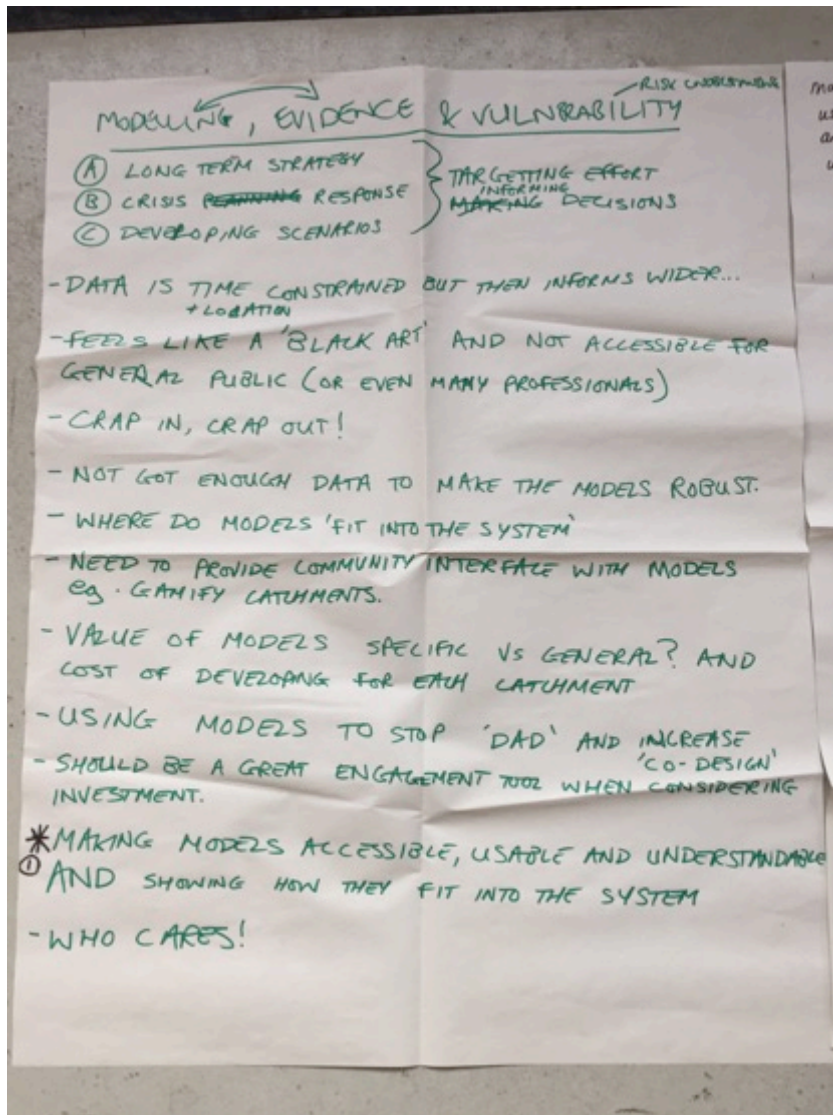 RISK
MODELLING, EVIDENCE & VULNERABILITY
Ⓐ LONG TERM STRATEGY
Ⓑ CRISIS PLANNING RESPONSE
Ⓒ DEVELOPING SCENARIOS
TARGETTING EFFORT
INFORMING
MAKING DECISIONS
- DATA IS TIME CONSTRAINED BUT THEN INFORMS WIDER...
+ LOCATION
- FEELS LIKE A 'BLACK ART' AND NOT ACCESSIBLE FOR
GENERAL PUBLIC (OR EVEN MANY PROFESSIONALS)
- CRAP IN, CRAP OUT!
- NOT GOT ENOUGH DATA TO MAKE THE MODELS ROBUST.
- WHERE DO MODELS 'FIT INTO THE SYSTEM'
- NEED TO PROVIDE COMMUNITY INTERFACE WITH MODELS
eg. GAMIFY CATCHMENTS.
- VALUE OF MODELS SPECIFIC VS GENERAL? AND
COST OF DEVELOPING FOR EACH CATCHMENT
- USING MODELS TO STOP 'DAD' AND INCREASE
'CO-DESIGN'
- SHOULD BE A GREAT ENGAGEMENT TOOL WHEN CONSIDERING
INVESTMENT.
* MAKING MODELS ACCESSIBLE, USABLE AND UNDERSTANDABLE
① AND SHOWING HOW THEY FIT INTO THE SYSTEM
- WHO CARES!